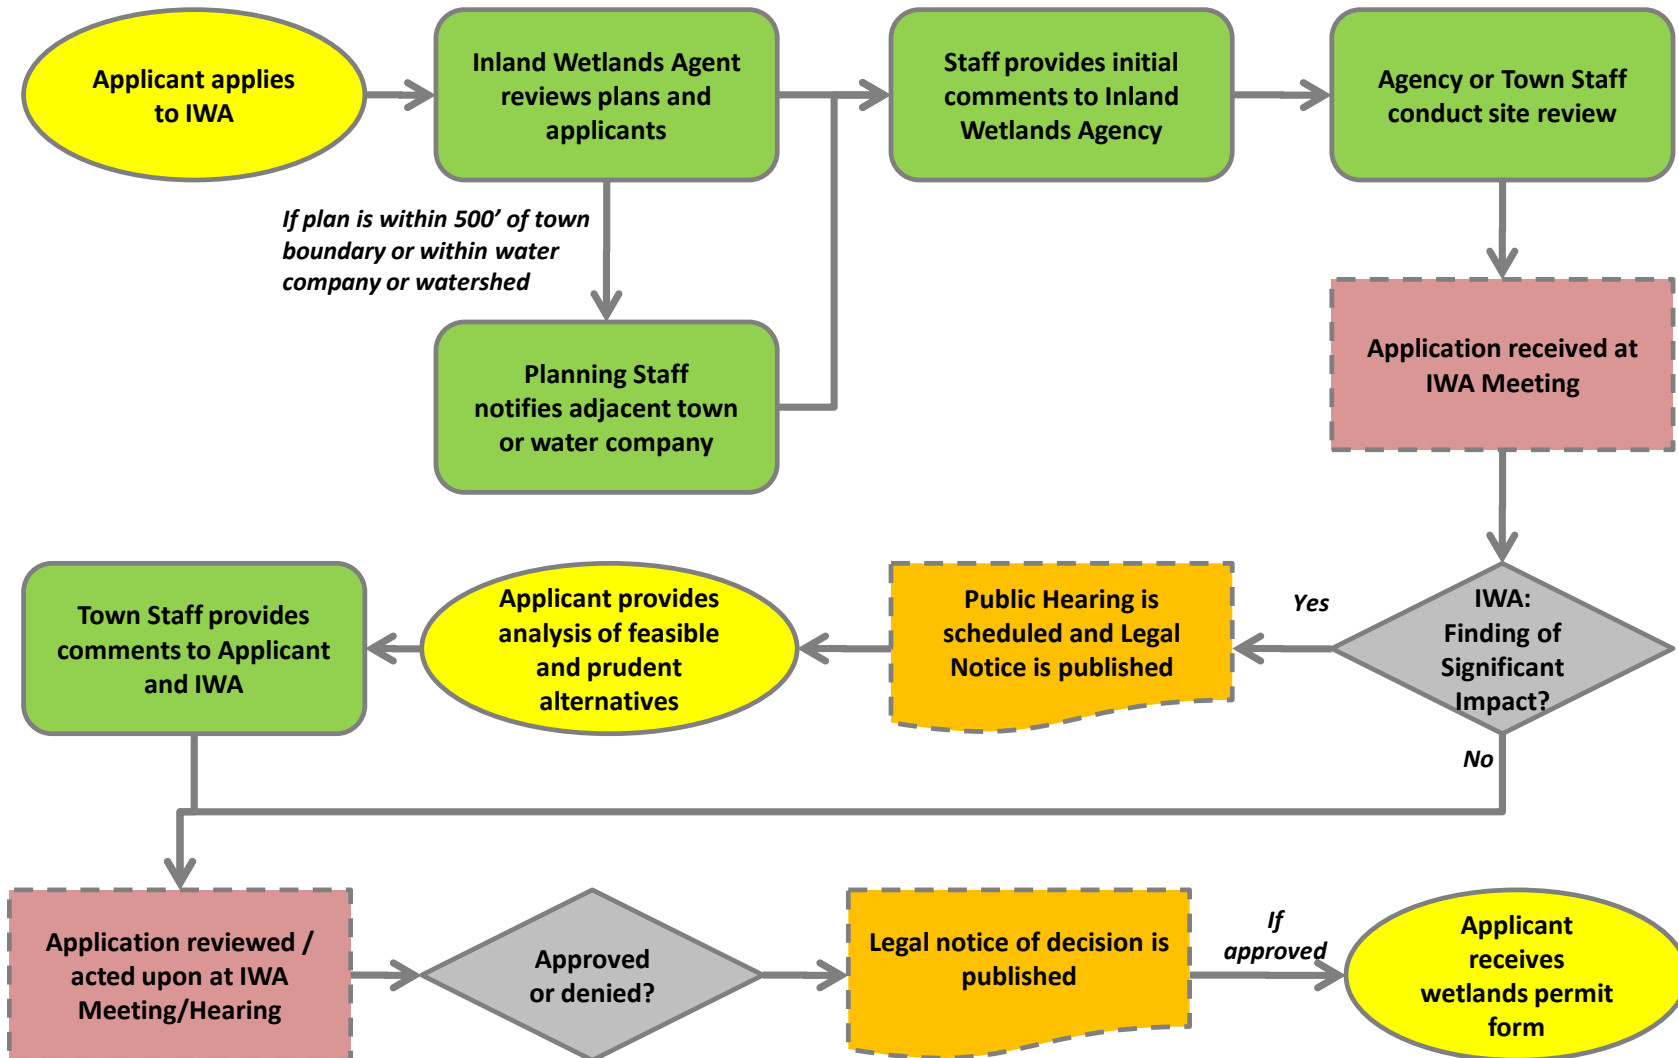 Applicant applies
to IWA
Inland Wetlands Agent
reviews plans and
applicants
Staff provides initial
comments to Inland
Wetlands Agency
Agency or Town Staff
conduct site review
If plan is within 500’ of town
boundary or within water
company or watershed
Planning Staff
notifies adjacent town
or water company
Application received at
IWA Meeting
IWA:
Finding of
Significant
Impact?
Yes
No
Public Hearing is
scheduled and Legal
Notice is published
Applicant provides
analysis of feasible
and prudent
alternatives
Town Staff provides
comments to Applicant
and IWA
Application reviewed /
acted upon at IWA
Meeting/Hearing
Approved
or denied?
Legal notice of decision is
published
If
approved
Applicant
receives
wetlands permit
form